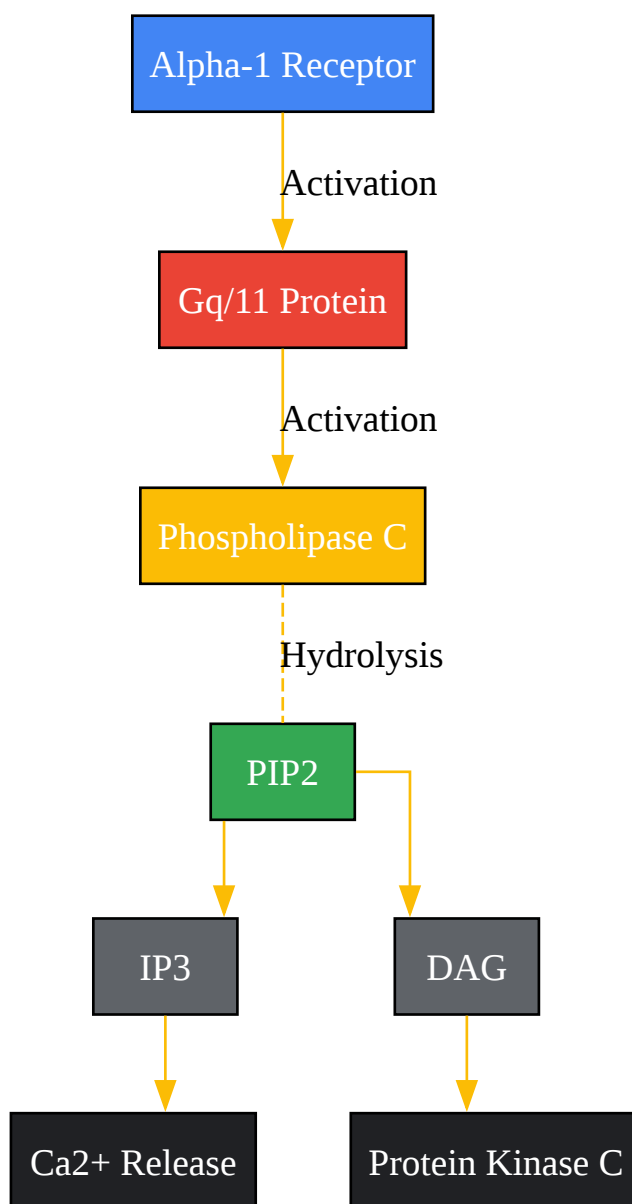 Alpha-1 Receptor
Activation
Gq/11 Protein
Activation
Phospholipase C
Hydrolysis
PIP2
IP3
DAG
Ca2+ Release
Protein Kinase C